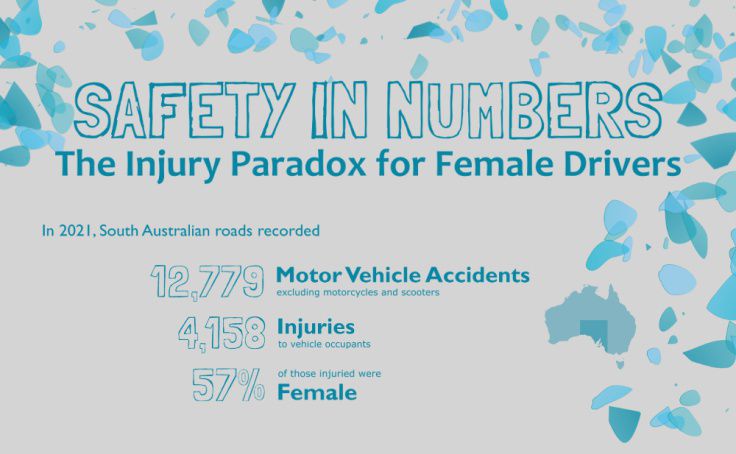 SAFETY IN NUMBERS
The Injury Paradox for Female Drivers
In 2021, South Australian roads recorded
12,779 Motor Vehicle Accidents
excluding motorcycles and scooters
4,158 Injuries
to vehicle occupants
of those injuried were
57% Female